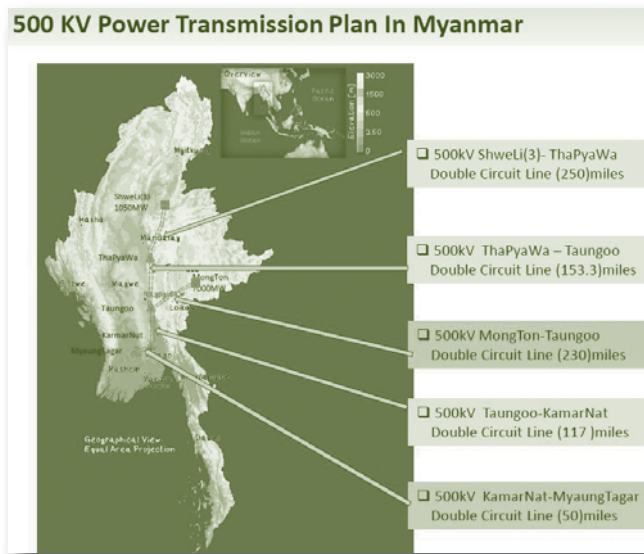 500 KV Power Transmission Plan In Myanmar
Overview
Pacific
Ocean
Indian
Ocean
Elevation [m]
3000
1500
500
250
0
ShweLi(3)
1050MW
Mandalay
ThaPyaWa
MongTon
Magwe
Taungoo
KamarNat
MyaungTagar
Geographical View:
Equal Area Projection
❑ 500kV ShweLi(3)- ThaPyaWa
Double Circuit Line (250)miles
❑ 500kV ThaPyaWa – Taungoo
Double Circuit Line (153.3)miles
❑ 500kV MongTon-Taungoo
Double Circuit Line (230)miles
❑ 500kV Taungoo-KamarNat
Double Circuit Line (117 )miles
❑ 500kV KamarNat-MyaungTagar
Double Circuit Line (50)miles